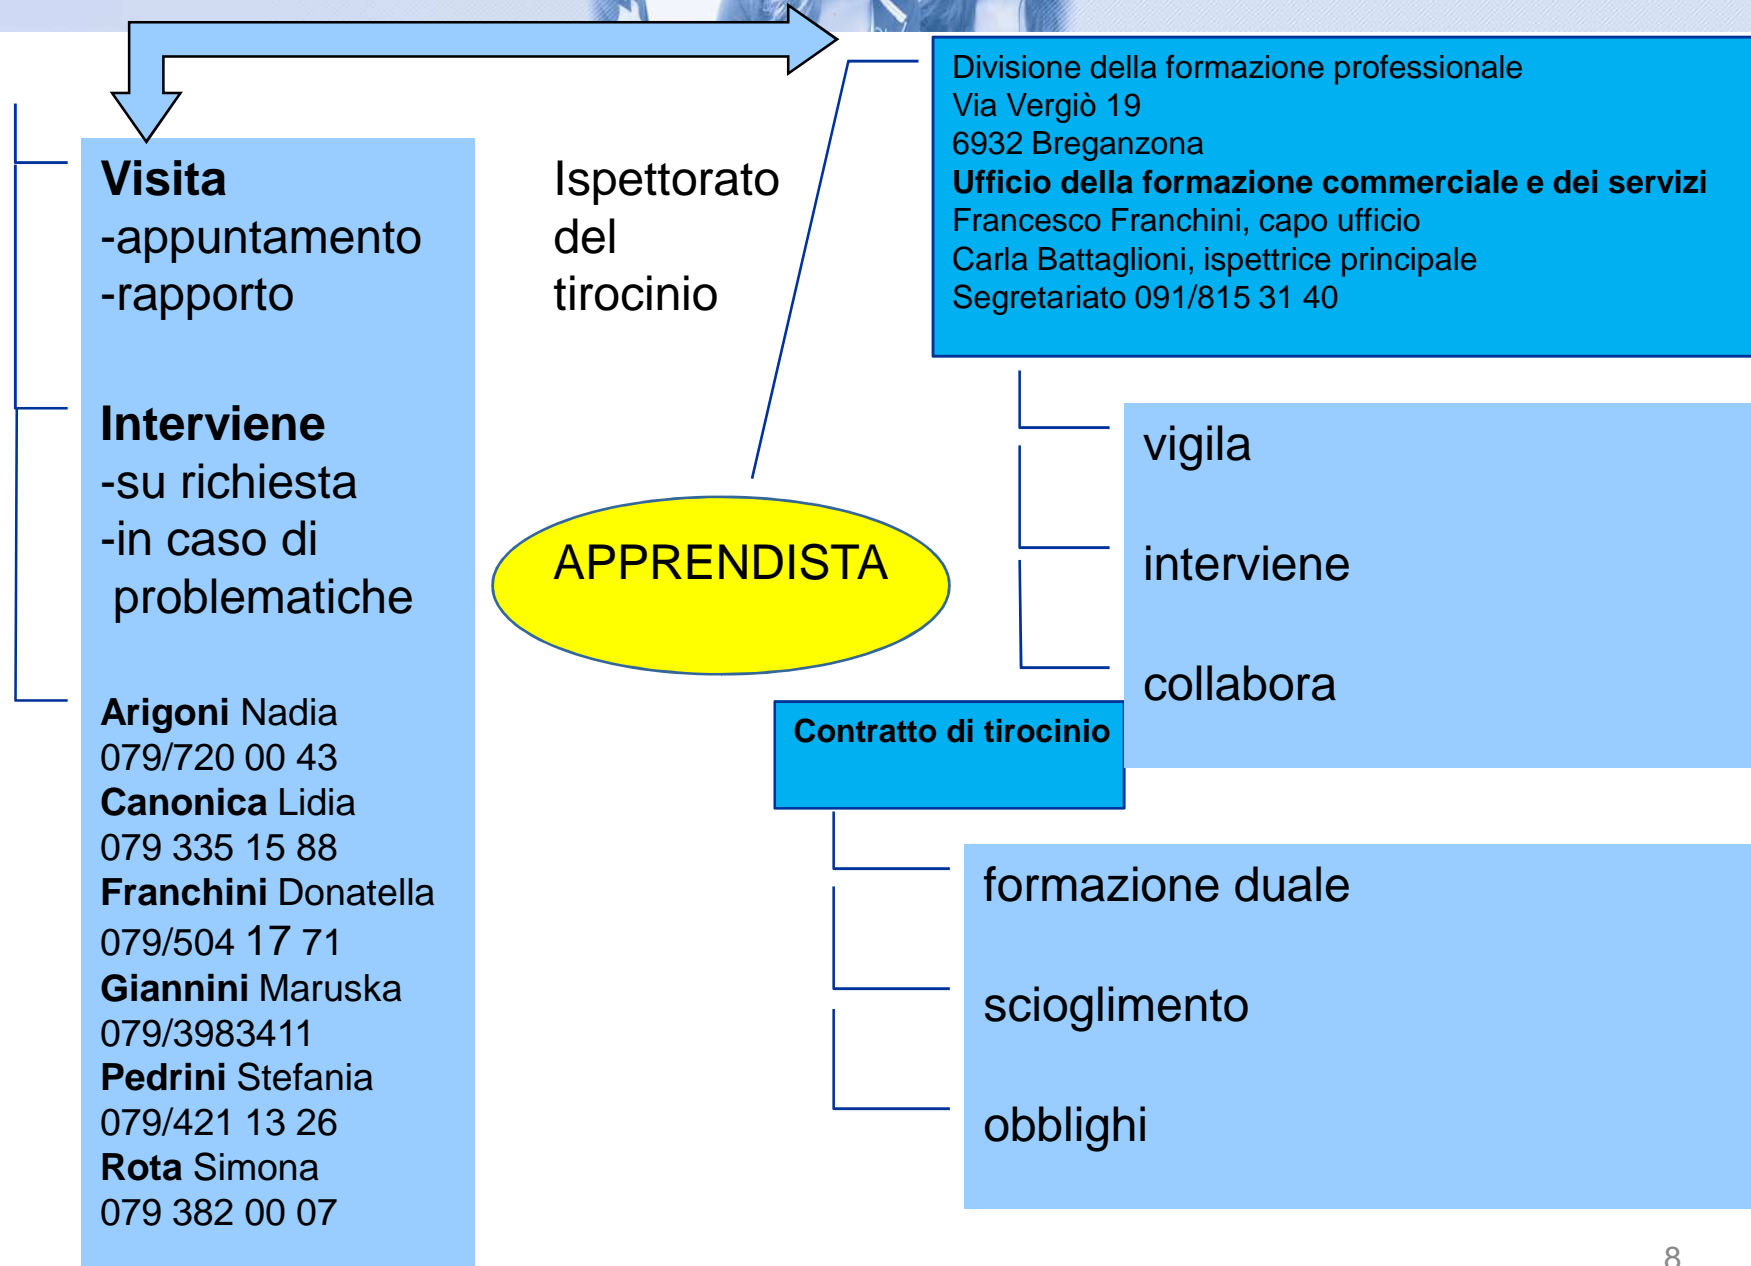 Divisione della formazione professionale
Via Vergiò 19
6932 Breganzona
Ufficio della formazione commerciale e dei servizi
Francesco Franchini, capo ufficio
Carla Battaglioni, ispettrice principale
Segretariato 091/815 31 40
Visita
-appuntamento
-rapporto
Interviene
-su richiesta
-in caso di
problematiche
Arigoni Nadia
079/720 00 43
Canonica Lidia
079 335 15 88
Franchini Donatella
079/504 17 71
Giannini Maruska
079/3983411
Pedrini Stefania
079/421 13 26
Rota Simona
079 382 00 07
Ispettorato
del
tirocinio
APPRENDISTA
vigila
interviene
collabora
Contratto di tirocinio
formazione duale
scioglimento
obblighi
8